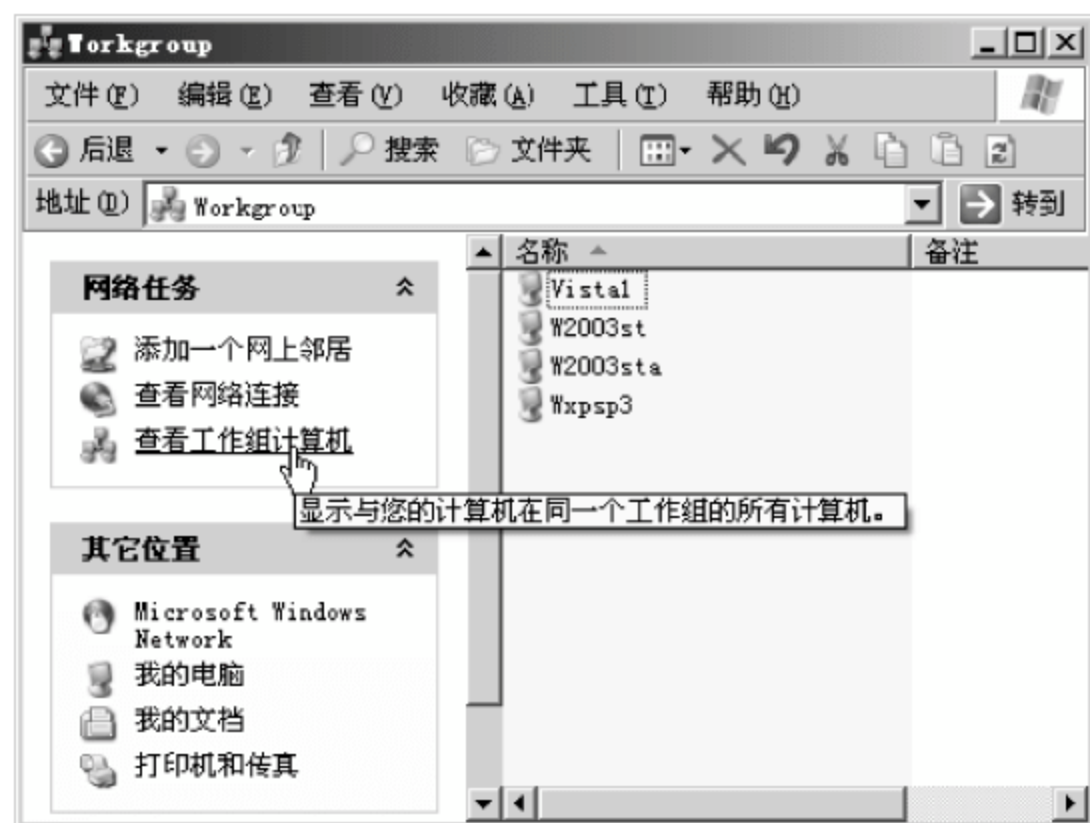 Workgroup
文件(F) 编辑(E) 查看(V) 收藏(A) 工具(T) 帮助(H)
后退 搜索 文件夹
地址(D) Workgroup 转到
网络任务
添加一个网上邻居
查看网络连接
查看工作组计算机
显示与您的计算机在同一个工作组的所有计算机。
其它位置
Microsoft Windows
Network
我的电脑
我的文档
打印机和传真
名称 备注
Vista1
W2003st
W2003sta
Wxpsp3